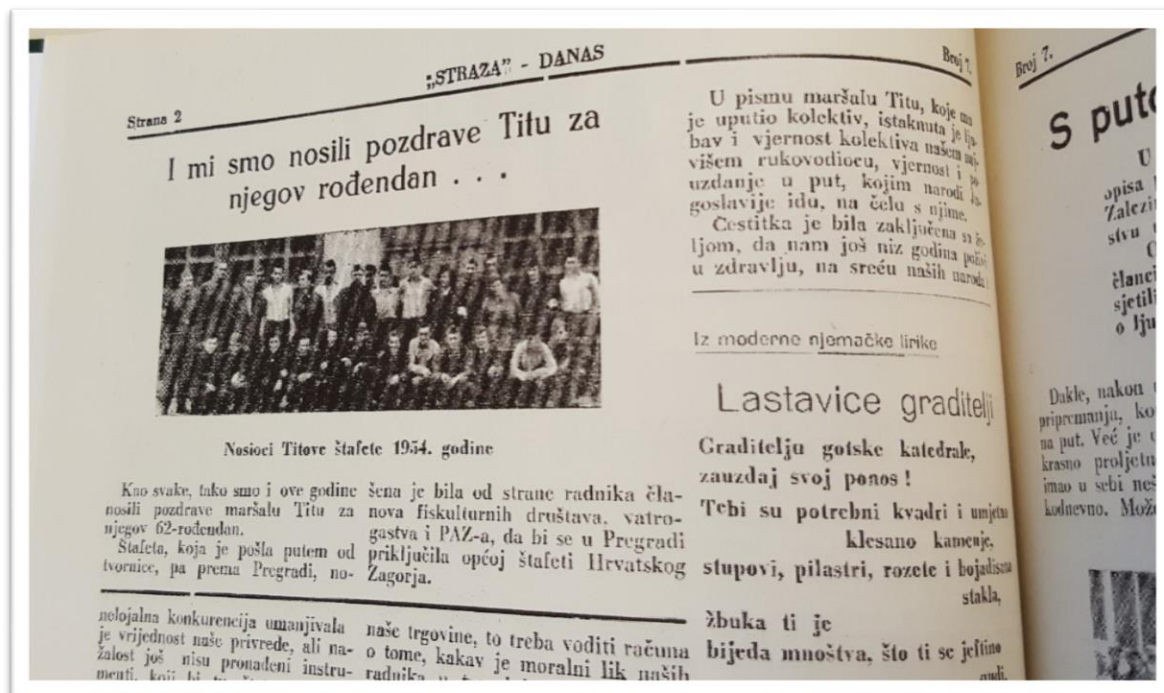 Strana 2
„STRAZA” - DANAS
Broj 7.
I mi smo nosili pozdrave Titu za
njegov rođendan . . .
Nosioci Titove štafete 1954. godine
Kao svake, tako smo i ove godine
nosili pozdrave maršalu Titu za
njegov 62-rođendan.
Štafeta, koja je pošla putem od
tvornice, pa prema Pregradi, no-
šena je bila od strane radnika čla-
nova fiskulturnih društava, vatro-
gastva i PAZ-a, da bi se u Pregradi
priključila općoj štafeti Hrvatskog
Zagorja.
nelojalna konkurencija umanjivala
je vrijednost naše privrede, ali na-
žalost još nisu pronađeni instru-
menti, koji bi
naše trgovine, to treba voditi računa
o tome, kakav je moralni lik naših
U pismu maršalu Titu, koje mu
je uputio kolektiv, istaknuta je lju-
bav i vjernost kolektiva našem naj-
višem rukovodiocu, vjernost i po-
uzdanje u put, kojim narodi Ju-
goslavije idu, na čelu s njime.
Čestitka je bila zaključena sa že-
ljom, da nam još niz godina poživi
u zdravlju, na sreću naših naroda!
Iz moderne njemačke lirike
Lastavice graditelji
Graditelju gotske katedrale,
zauzdaj svoj ponos!
Tebi su potrebni kvadri i umjetno
klesano kamenje,
stupovi, pilastri, rozete i bojadisana
stakla,
žbuka ti je
bijeda mnoštva, što ti se jeftino
Broj 7.
S puto
U
opisa
Zalezi
stvu
članci
sjetili
o lju
Dakle, nakon
pripremanju, ko
na put. Već je
krasno proljetn
imao u sebi neš
kodnevno. Mož